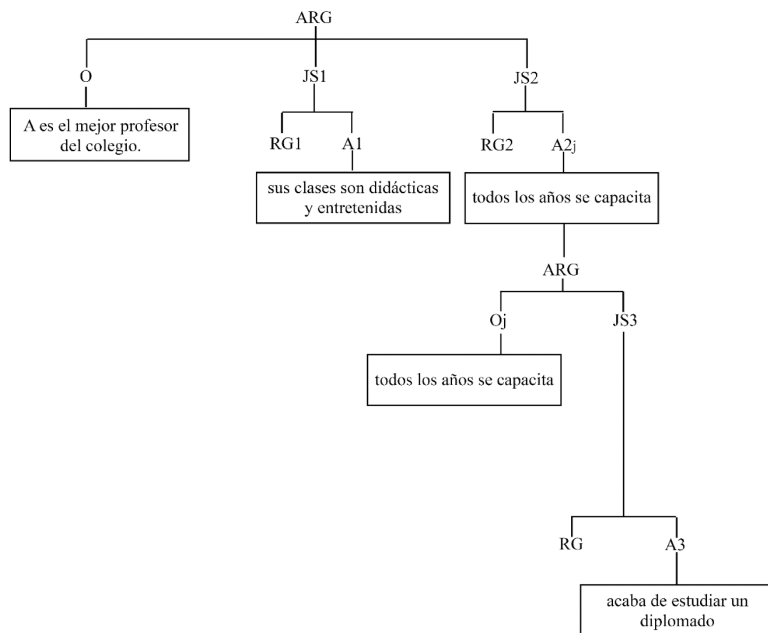 ARG
O
JS1
JS2
A es el mejor profesor
del colegio.
RG1
A1
RG2
A2j
sus clases son didácticas
y entretenidas
todos los años se capacita
ARG
Oj
JS3
todos los años se capacita
RG
A3
acaba de estudiar un
diplomado